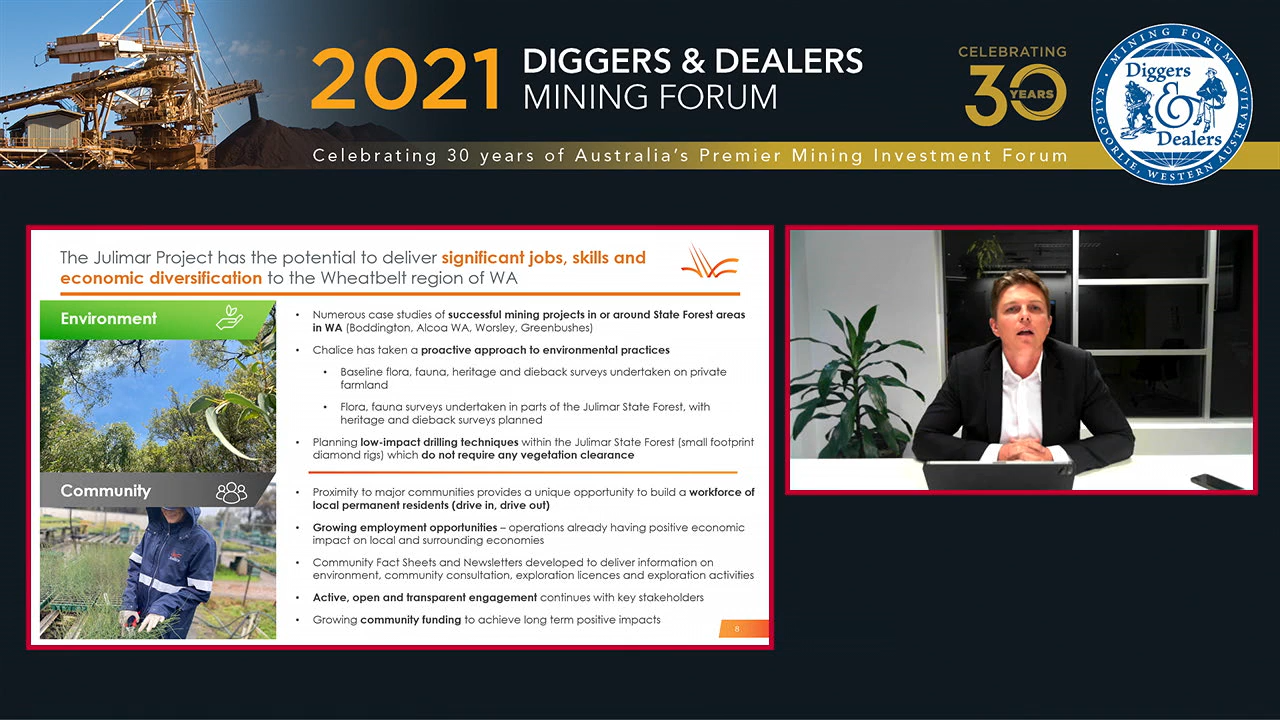 2021 DIGGERS & DEALERS
MINING FORUM
CELEBRATING
30 YEARS
Celebrating 30 years of Australia's Premier Mining Investment Forum
MINING FORUM
Diggers
&
Dealers
KALGOORLIE, WESTERN AUSTRALIA
The Julimar Project has the potential to deliver significant jobs, skills and
economic diversification to the Wheatbelt region of WA
Environment
• Numerous case studies of successful mining projects in or around State Forest areas
in WA (Boddington, Alcoa WA, Worsley, Greenbushes)
• Chalice has taken a proactive approach to environmental practices
• Baseline flora, fauna, heritage and dieback surveys undertaken on private
farmland
• Flora, fauna surveys undertaken in parts of the Julimar State Forest, with
heritage and dieback surveys planned
• Planning low-impact drilling techniques within the Julimar State Forest (small footprint
diamond rigs) which do not require any vegetation clearance
Community
• Proximity to major communities provides a unique opportunity to build a workforce of
local permanent residents (drive in, drive out)
• Growing employment opportunities – operations already having positive economic
impact on local and surrounding economies
• Community Fact Sheets and Newsletters developed to deliver information on
environment, community consultation, exploration licences and exploration activities
• Active, open and transparent engagement continues with key stakeholders
• Growing community funding to achieve long term positive impacts
8